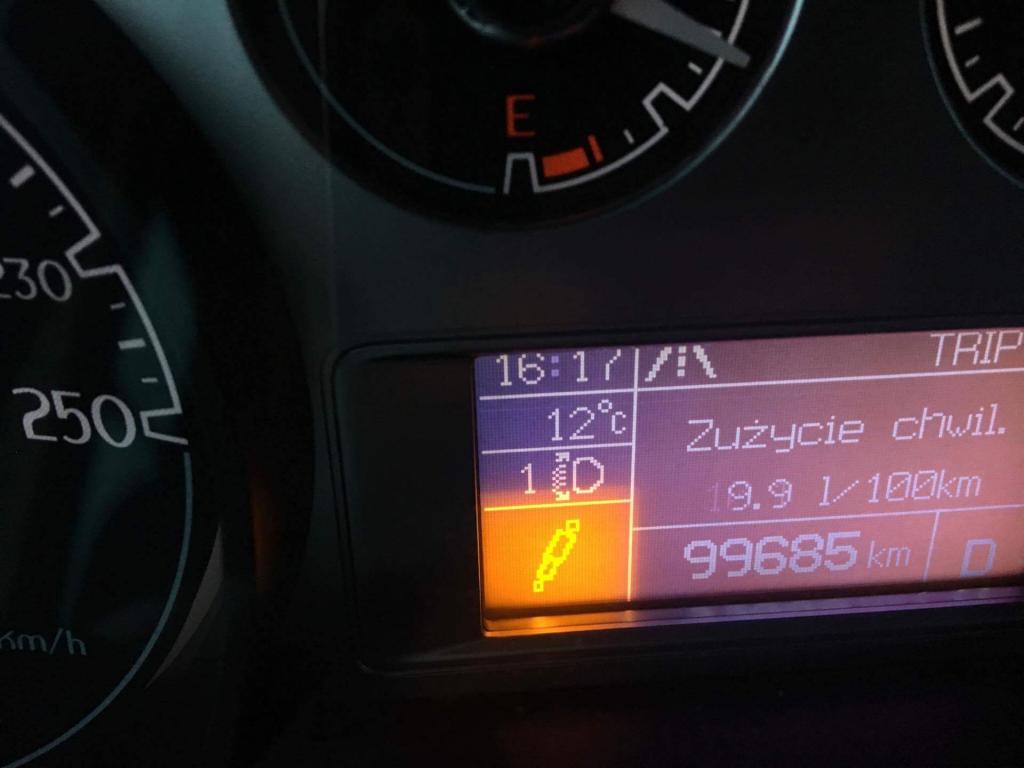 E
230
250
km/h
16:17
TRIP
12°C
Zużycie chwil.
1 D
19.9 l/100km
99685 km
D